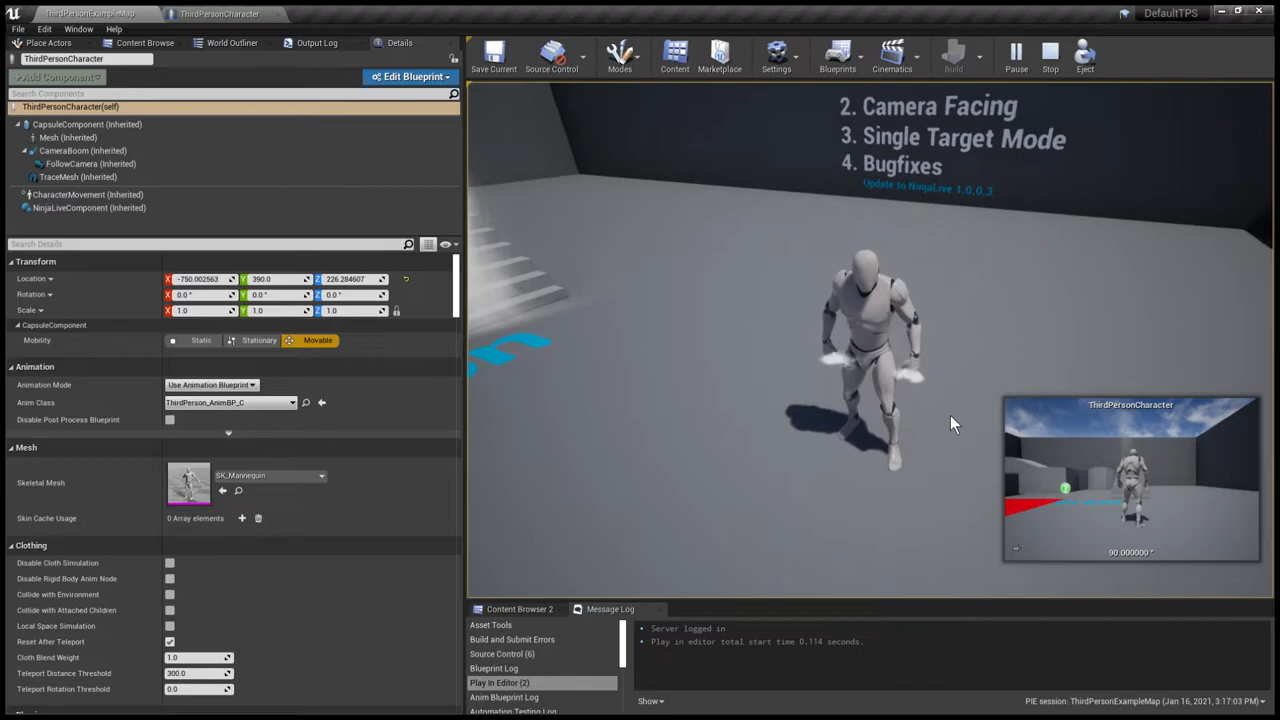 ThirdPersonExampleMap
ThirdPersonCharacter
DefaultTPS
File Edit Window Help
Place Actors
Content Browse
World Outliner
Output Log
Details
ThirdPersonCharacter
+Add Component
Edit Blueprint
Search Components
ThirdPersonCharacter(self)
CapsuleComponent (Inherited)
Mesh (Inherited)
CameraBoom (Inherited)
FollowCamera (Inherited)
TraceMesh (Inherited)
CharacterMovement (Inherited)
NinjaLiveComponent (Inherited)
Search Details
Transform
Location X -750.002563 Y 390.0 Z 226.284607
Rotation X 0.0 ° Y 0.0 ° Z 0.0 °
Scale X 1.0 Y 1.0 Z 1.0
CapsuleComponent
Mobility Static Stationary Movable
Animation
Animation Mode Use Animation Blueprint
Anim Class ThirdPerson_AnimBP_C
Disable Post Process Blueprint
Mesh
Skeletal Mesh SK_Mannequin
Skin Cache Usage 0 Array elements
Clothing
Disable Cloth Simulation
Disable Rigid Body Anim Node
Collide with Environment
Collide with Attached Children
Local Space Simulation
Reset After Teleport
Cloth Blend Weight 1.0
Teleport Distance Threshold 300.0
Teleport Rotation Threshold 0.0
Save Current
Source Control
Modes
Content
Marketplace
Settings
Blueprints
Cinematics
Build
Pause
Stop
Eject
2. Camera Facing
3. Single Target Mode
4. Bugfixes
Update to NinjaLive 1.0.0.3
ThirdPersonCharacter
90.000000 °
Content Browser 2
Message Log
Asset Tools
Build and Submit Errors
Source Control (6)
Blueprint Log
Play In Editor (2)
Anim Blueprint Log
Automation Testing Log
Server logged in
Play in editor total start time 0.114 seconds.
Show
PIE session: ThirdPersonExampleMap (Jan 16, 2021, 3:17:03 PM)